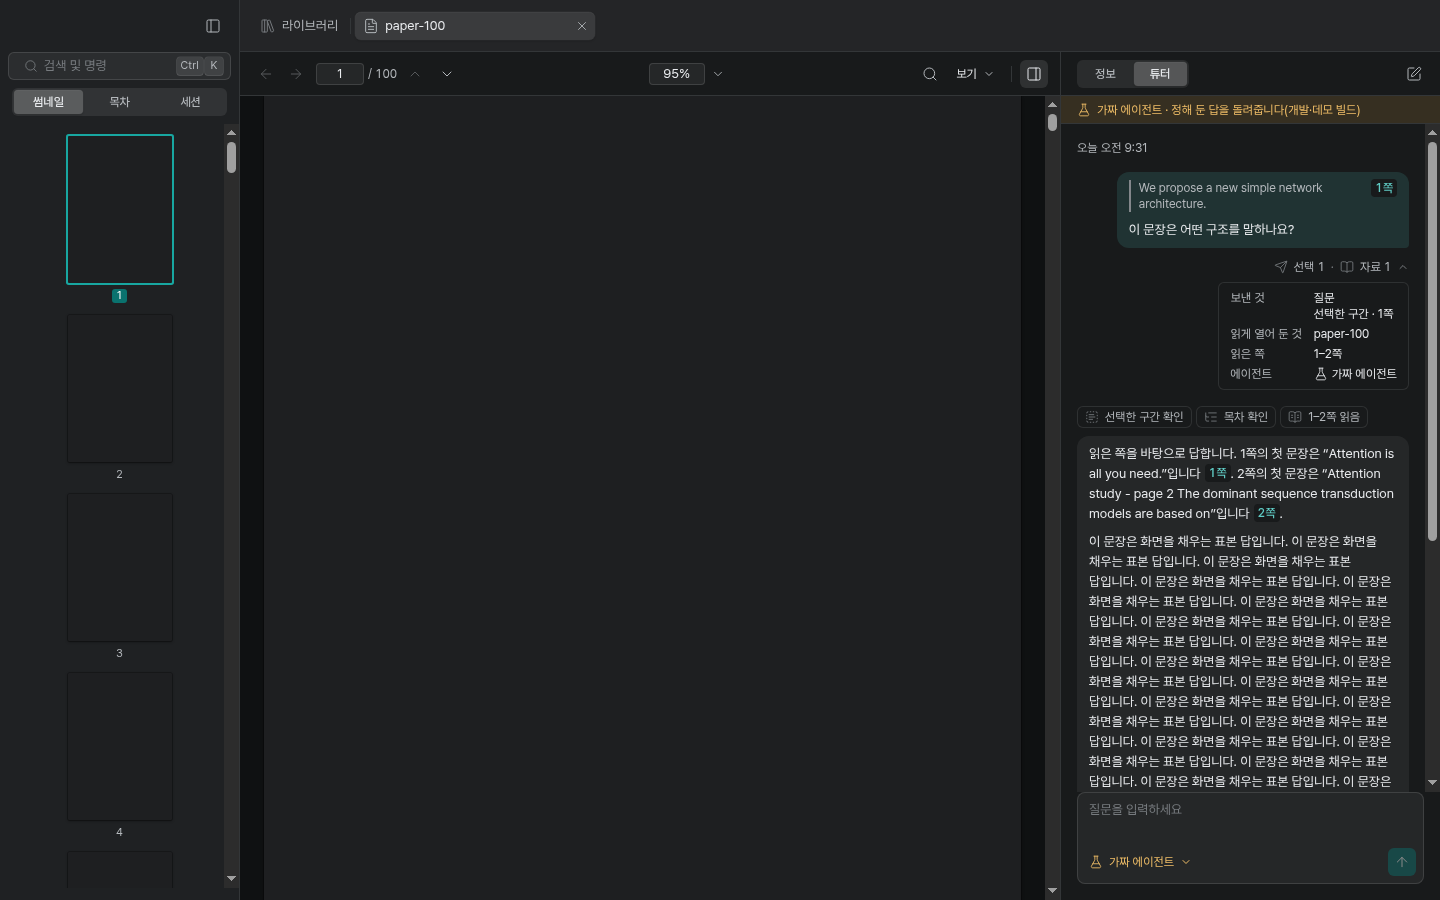 라이브러리
paper-100
검색 및 명령 Ctrl K
썸네일 목차 세션
1
2
3
4
1 / 100
95%
보기
정보 튜터
가짜 에이전트 · 정해 둔 답을 돌려줍니다(개발·데모 빌드)
오늘 오전 9:31
We propose a new simple network 1쪽
architecture.
이 문장은 어떤 구조를 말하나요?
선택 1 · 자료 1
보낸 것 질문
선택한 구간 · 1쪽
읽게 열어 둔 것 paper-100
읽은 쪽 1–2쪽
에이전트 가짜 에이전트
선택한 구간 확인 목차 확인 1–2쪽 읽음
읽은 쪽을 바탕으로 답합니다. 1쪽의 첫 문장은 “Attention is
all you need.”입니다 1쪽 . 2쪽의 첫 문장은 “Attention
study - page 2 The dominant sequence transduction
models are based on”입니다 2쪽 .
이 문장은 화면을 채우는 표본 답입니다. 이 문장은 화면을
채우는 표본 답입니다. 이 문장은 화면을 채우는 표본
답입니다. 이 문장은 화면을 채우는 표본 답입니다. 이 문장은
화면을 채우는 표본 답입니다. 이 문장은 화면을 채우는 표본
답입니다. 이 문장은 화면을 채우는 표본 답입니다. 이 문장은
화면을 채우는 표본 답입니다. 이 문장은 화면을 채우는 표본
답입니다. 이 문장은 화면을 채우는 표본 답입니다. 이 문장은
화면을 채우는 표본 답입니다. 이 문장은 화면을 채우는 표본
답입니다. 이 문장은 화면을 채우는 표본 답입니다. 이 문장은
화면을 채우는 표본 답입니다. 이 문장은 화면을 채우는 표본
답입니다. 이 문장은 화면을 채우는 표본 답입니다. 이 문장은
화면을 채우는 표본 답입니다. 이 문장은 화면을 채우는 표본
답입니다. 이 문장은 화면을 채우는 표본 답입니다. 이 문장은
질문을 입력하세요
가짜 에이전트